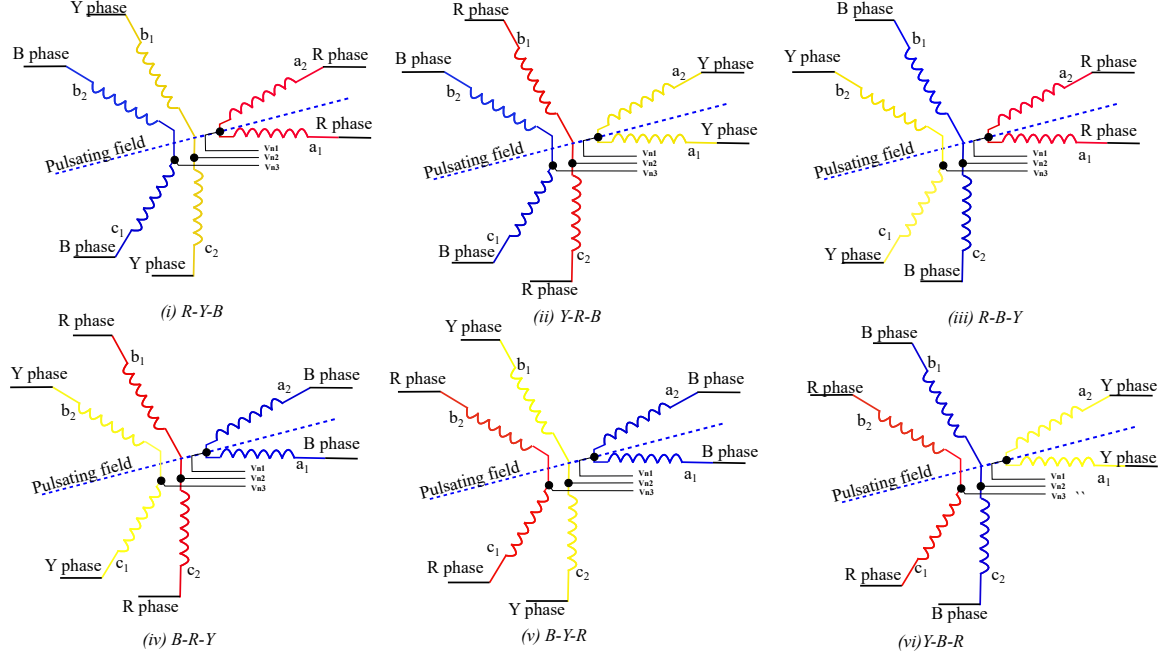 Y phase
b1
B phase
a2
R phase
b2
R phase
a1
Pulsating field
Vn1
Vn2
Vn3
c1
B phase
c2
Y phase
(i) R-Y-B
R phase
b1
B phase
a2
Y phase
b2
Y phase
a1
Pulsating field
Vn1
Vn2
Vn3
c1
B phase
c2
R phase
(ii) Y-R-B
B phase
b1
Y phase
a2
R phase
b2
R phase
a1
Pulsating field
Vn1
Vn2
Vn3
c1
Y phase
c2
B phase
(iii) R-B-Y
R phase
b1
Y phase
a2
B phase
b2
B phase
a1
Pulsating field
Vn1
Vn2
Vn3
c1
Y phase
c2
R phase
(iv) B-R-Y
Y phase
b1
R phase
a2
B phase
b2
B phase
a1
Pulsating field
Vn1
Vn2
Vn3
c1
R phase
c2
Y phase
(v) B-Y-R
B phase
b1
R phase
a2
Y phase
b2
Y phase
a1
Pulsating field
Vn1
Vn2
Vn3 ``
c1
R phase
c2
B phase
(vi) Y-B-R